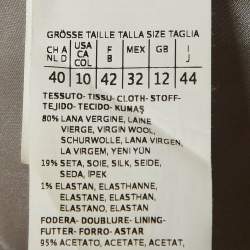 GRÖSSE TAILLE TALLA SIZE TAGLIA
CH A NL D USA CA COL F B MEX GB I J
40 10 42 32 12 44
TESSUTO-TISSU-CLOTH-STOFF-
TEJIDO-TECIDO-KUMAŞ
80% LANA VERGINE, LAINE
VIERGE, VIRGIN WOOL,
SCHURWOLLE, LANA VIRGEN,
LA VIRGEM, YENİ YÜN
19% SETA, SOIE, SILK, SEIDE,
SEDA, İPEK
1% ELASTAN, ELASTHANNE,
ELASTANE, ELASTHAN,
ELASTANO, ELASTAN
FODERA- DOUBLURE- LINING-
FUTTER- FORRO- ASTAR
95% ACETATO, ACETATE, ACETAT,